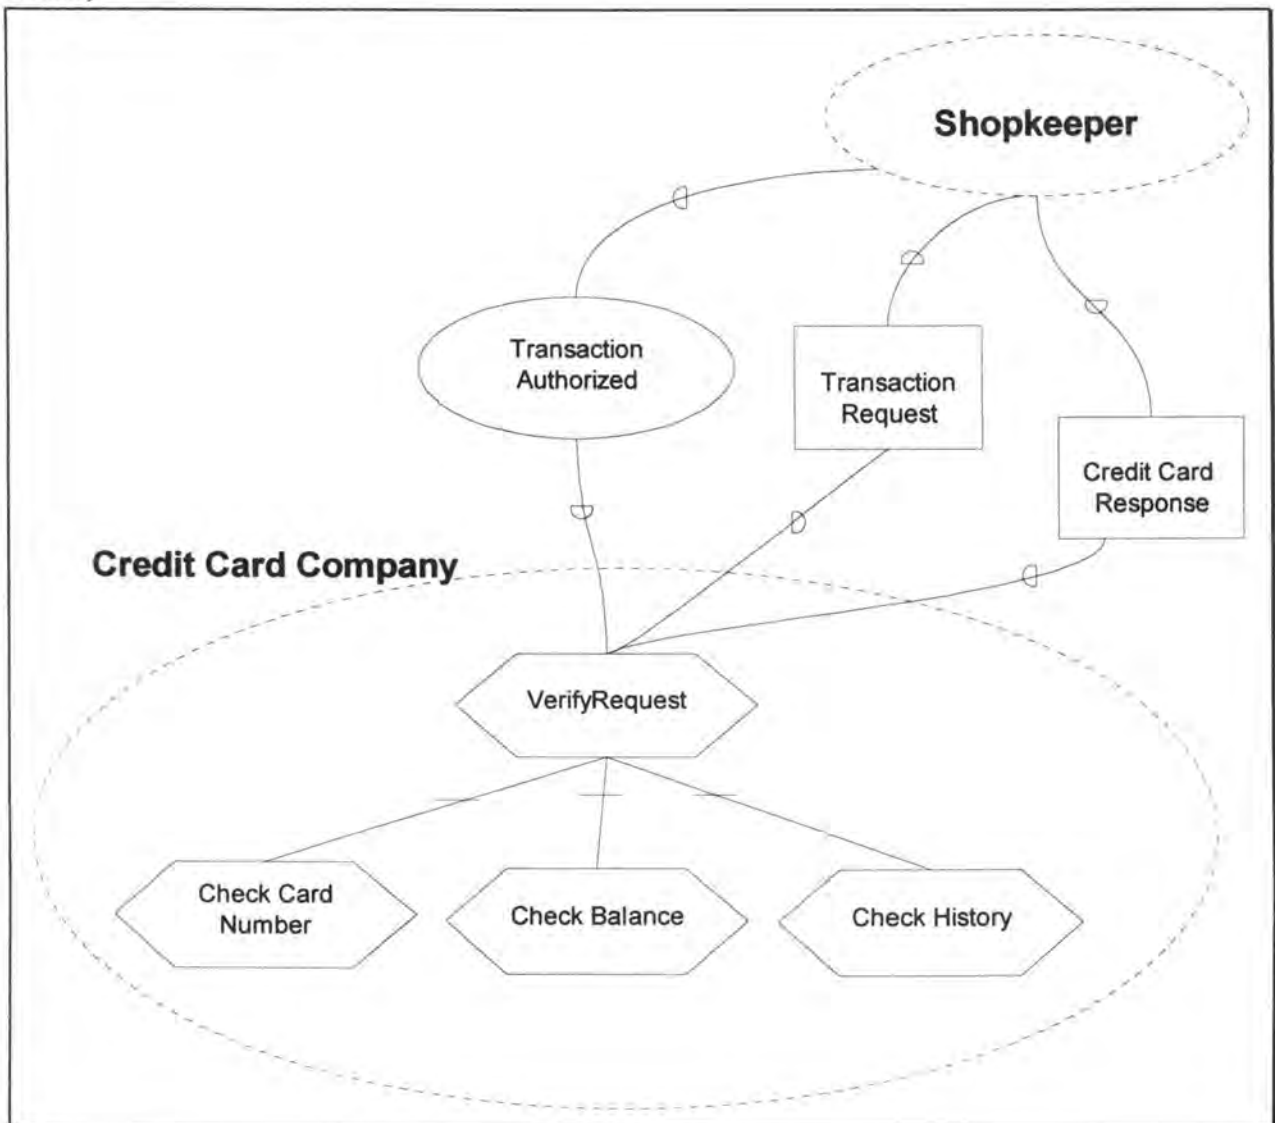 Shopkeeper
Transaction
Authorized
Transaction
Request
Credit Card
Response
Credit Card Company
VerifyRequest
Check Card
Number
Check Balance
Check History